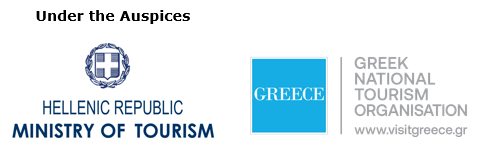 Under the Auspices
HELLENIC REPUBLIC
MINISTRY OF TOURISM
GREECE
GREEK
NATIONAL
TOURISM
ORGANISATION
www.visitgreece.gr